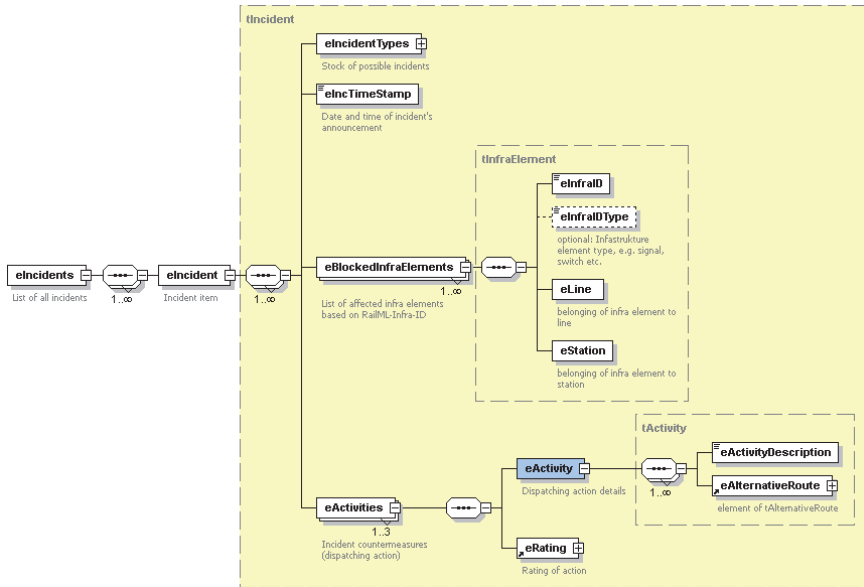 tIncident
eIncidentTypes
Stock of possible incidents
eIncTimeStamp
Date and time of incident's
announcement
tInfraElement
eInfraID
eInfraIDType
optional: Infastrukture
element type, e.g. signal,
switch etc.
eIncidents
1..∞
List of all incidents
eIncident
Incident item
1..∞
eBlockedInfraElements
1..∞
List of affected infra elements
based on RailML-Infra-ID
eLine
belonging of infra element to
line
eStation
belonging of infra element to
station
tActivity
eActivity
Dispatching action details
1..∞
eActivityDescription
eAlternativeRoute
element of tAlternativeRoute
eActivities
1..3
Incident countermeasures
(dispatching action)
eRating
Rating of action